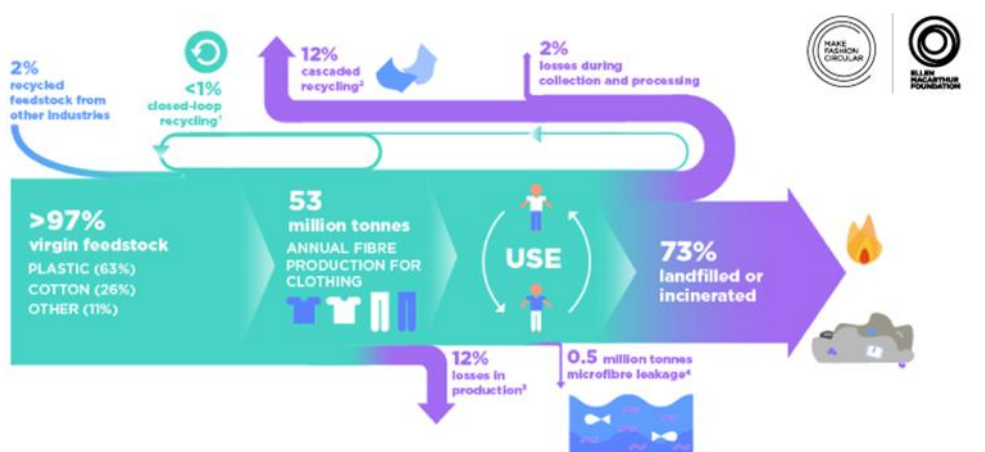 2%
recycled
feedstock from
other industries
<1%
closed-loop
recycling¹
12%
cascaded
recycling²
2%
losses during
collection and processing
MAKE
FASHION
CIRCULAR
ELLEN
MACARTHUR
FOUNDATION
>97%
virgin feedstock
PLASTIC (63%)
COTTON (26%)
OTHER (11%)
53
million tonnes
ANNUAL FIBRE
PRODUCTION FOR
CLOTHING
USE
73%
landfilled or
incinerated
12%
losses in
production³
0.5 million tonnes
microfibre leakage⁴